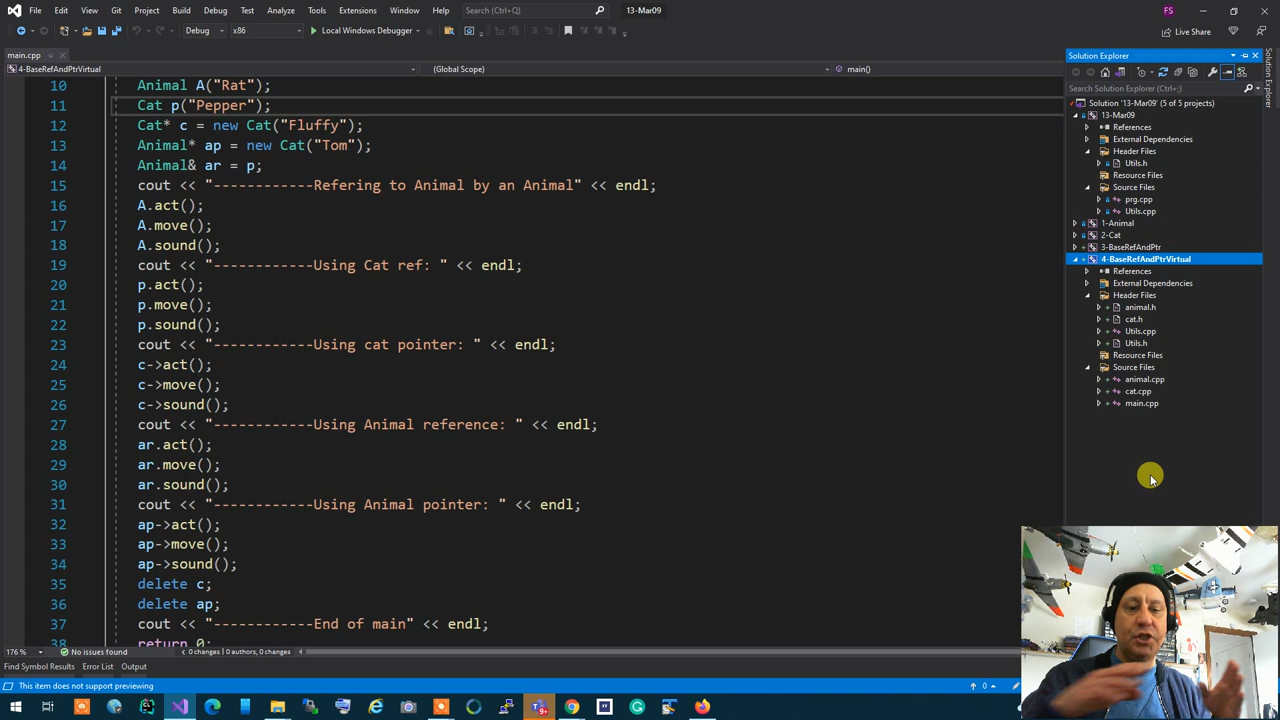 File Edit View Git Project Build Debug Test Analyze Tools Extensions Window Help Search (Ctrl+Q) 13-Mar09 FS
Debug x86 Local Windows Debugger Live Share
main.cpp
4-BaseRefAndPtrVirtual (Global Scope) main()
10 Animal A("Rat");
11 Cat p("Pepper");
12 Cat* c = new Cat("Fluffy");
13 Animal* ap = new Cat("Tom");
14 Animal& ar = p;
15 cout << "------------Refering to Animal by an Animal" << endl;
16 A.act();
17 A.move();
18 A.sound();
19 cout << "------------Using Cat ref: " << endl;
20 p.act();
21 p.move();
22 p.sound();
23 cout << "------------Using cat pointer: " << endl;
24 c->act();
25 c->move();
26 c->sound();
27 cout << "------------Using Animal reference: " << endl;
28 ar.act();
29 ar.move();
30 ar.sound();
31 cout << "------------Using Animal pointer: " << endl;
32 ap->act();
33 ap->move();
34 ap->sound();
35 delete c;
36 delete ap;
37 cout << "------------End of main" << endl;
38 return 0;
176 % No issues found 0 changes | 0 authors, 0 changes
Find Symbol Results Error List Output
This item does not support previewing 0
Solution Explorer
Search Solution Explorer (Ctrl+;)
Solution '13-Mar09' (5 of 5 projects)
13-Mar09
References
External Dependencies
Header Files
Utils.h
Resource Files
Source Files
prg.cpp
Utils.cpp
1-Animal
2-Cat
3-BaseRefAndPtr
4-BaseRefAndPtrVirtual
References
External Dependencies
Header Files
animal.h
cat.h
Utils.cpp
Utils.h
Resource Files
Source Files
animal.cpp
cat.cpp
main.cpp
Solution Explorer